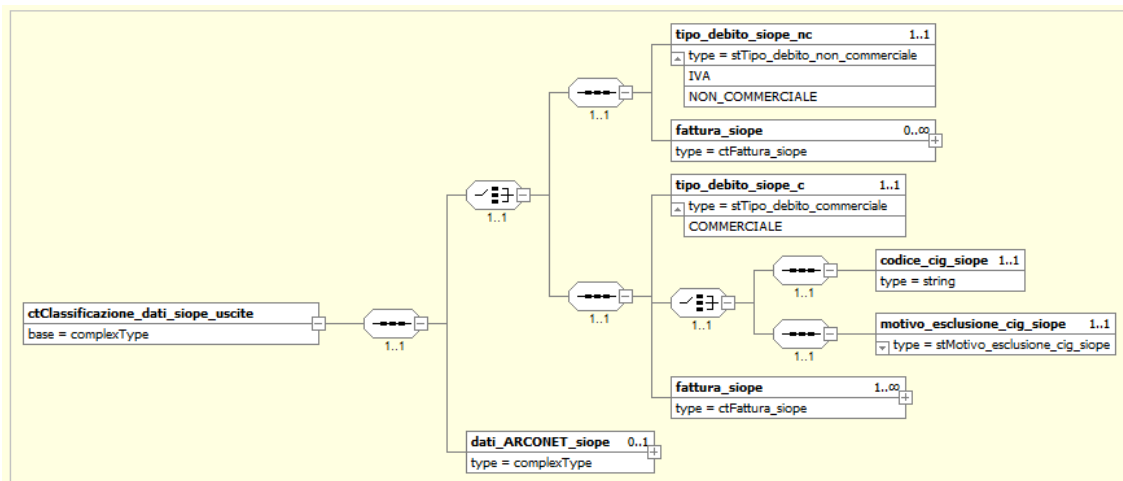 tipo_debito_siope_nc 1..1
type = stTipo_debito_non_commerciale
IVA
NON_COMMERCIALE
1..1
fattura_siope 0..∞
type = ctFattura_siope
1..1
tipo_debito_siope_c 1..1
type = stTipo_debito_commerciale
COMMERCIALE
codice_cig_siope 1..1
type = string
1..1
ctClassificazione_dati_siope_uscite
base = complexType
1..1
1..1
1..1
motivo_esclusione_cig_siope 1..1
type = stMotivo_esclusione_cig_siope
1..1
fattura_siope 1..∞
type = ctFattura_siope
dati_ARCONET_siope 0..1
type = complexType